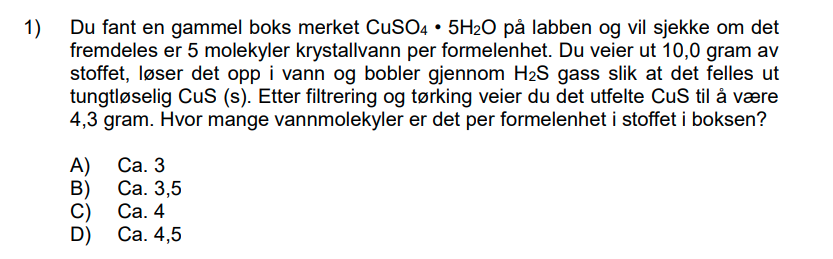 1) Du fant en gammel boks merket CuSO4 • 5H2O på labben og vil sjekke om det
fremdeles er 5 molekyler krystallvann per formelenhet. Du veier ut 10,0 gram av
stoffet, løser det opp i vann og bobler gjennom H2S gass slik at det felles ut
tungtløselig CuS (s). Etter filtrering og tørking veier du det utfelte CuS til å være
4,3 gram. Hvor mange vannmolekyler er det per formelenhet i stoffet i boksen?
A) Ca. 3
B) Ca. 3,5
C) Ca. 4
D) Ca. 4,5